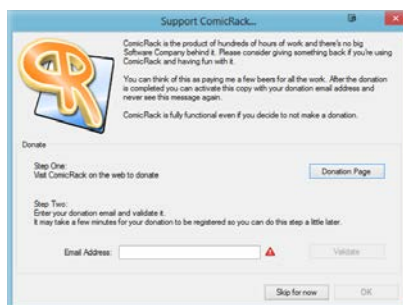 Support ComicRack...
ComicRack is the product of hundreds of hours of work and there's no big
Software Company behind it. Please consider giving something back if you're using
ComicRack and having fun with it.
You can think of this as paying me a few beers for all the work. After the donation
is completed you can activate this copy with your donation email address and
never see this message again.
ComicRack is fully functional even if you decide to not make a donation.
Donate
Step One:
Visit ComicRack on the web to donate
Donation Page
Step Two:
Enter your donation email and validate it.
It may take a few minutes for your donation to be registered so you can do this step a little later.
Email Address:
Validate
Skip for now
OK